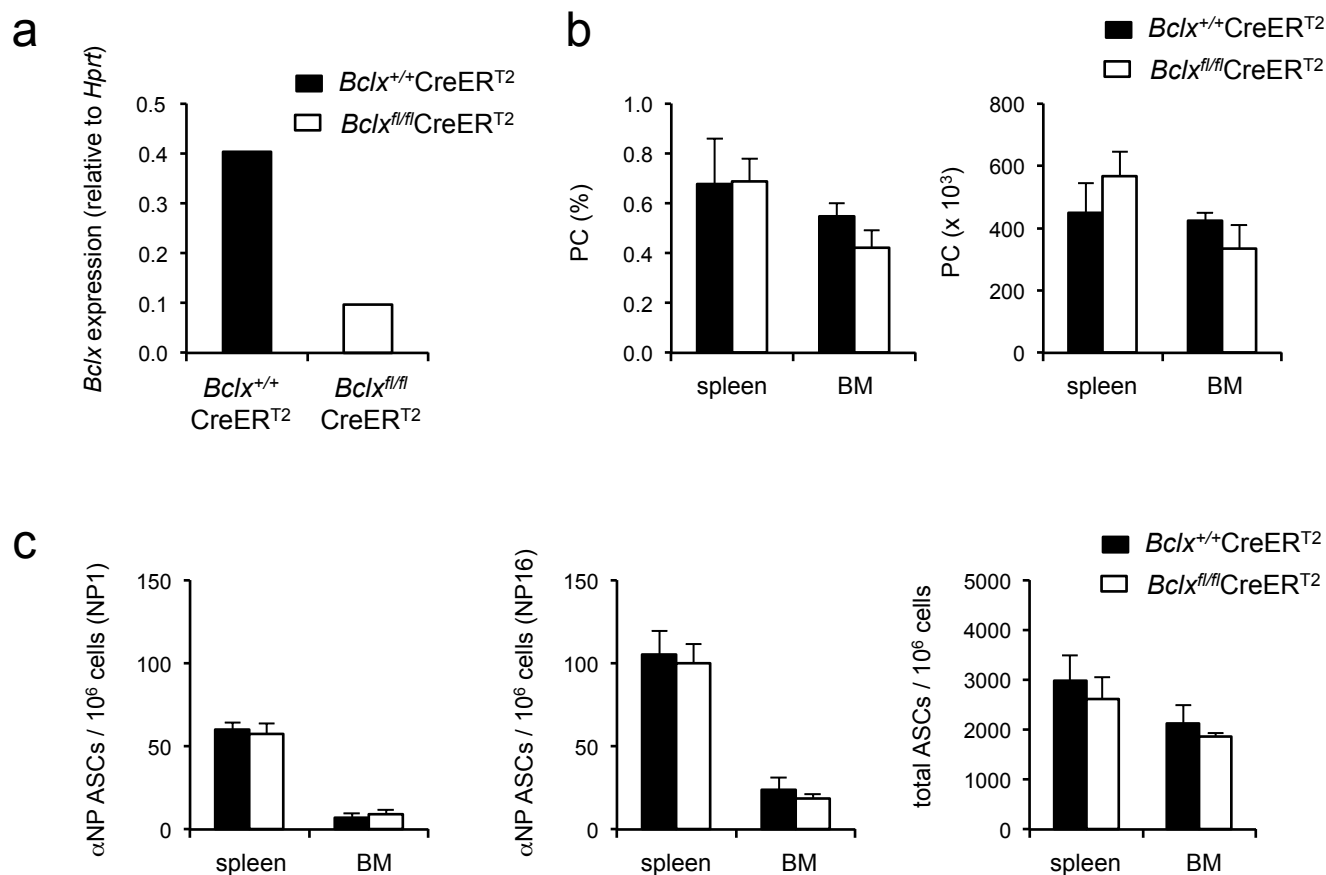 a
Bclx expression (relative to Hprt)
Bclx+/+CreERT2
Bclxfl/flCreERT2
0.5
0.4
0.3
0.2
0.1
0.0
Bclx+/+
CreERT2
Bclxfl/fl
CreERT2
b
Bclx+/+CreERT2
Bclxfl/flCreERT2
PC (%)
1.0
0.8
0.6
0.4
0.2
0.0
spleen BM
PC (x 10³)
800
600
400
200
0
spleen BM
c
αNP ASCs / 10⁶ cells (NP1)
150
100
50
0
spleen BM
αNP ASCs / 10⁶ cells (NP16)
150
100
50
0
spleen BM
Bclx+/+CreERT2
Bclxfl/flCreERT2
total ASCs / 10⁶ cells
5000
4000
3000
2000
1000
0
spleen BM